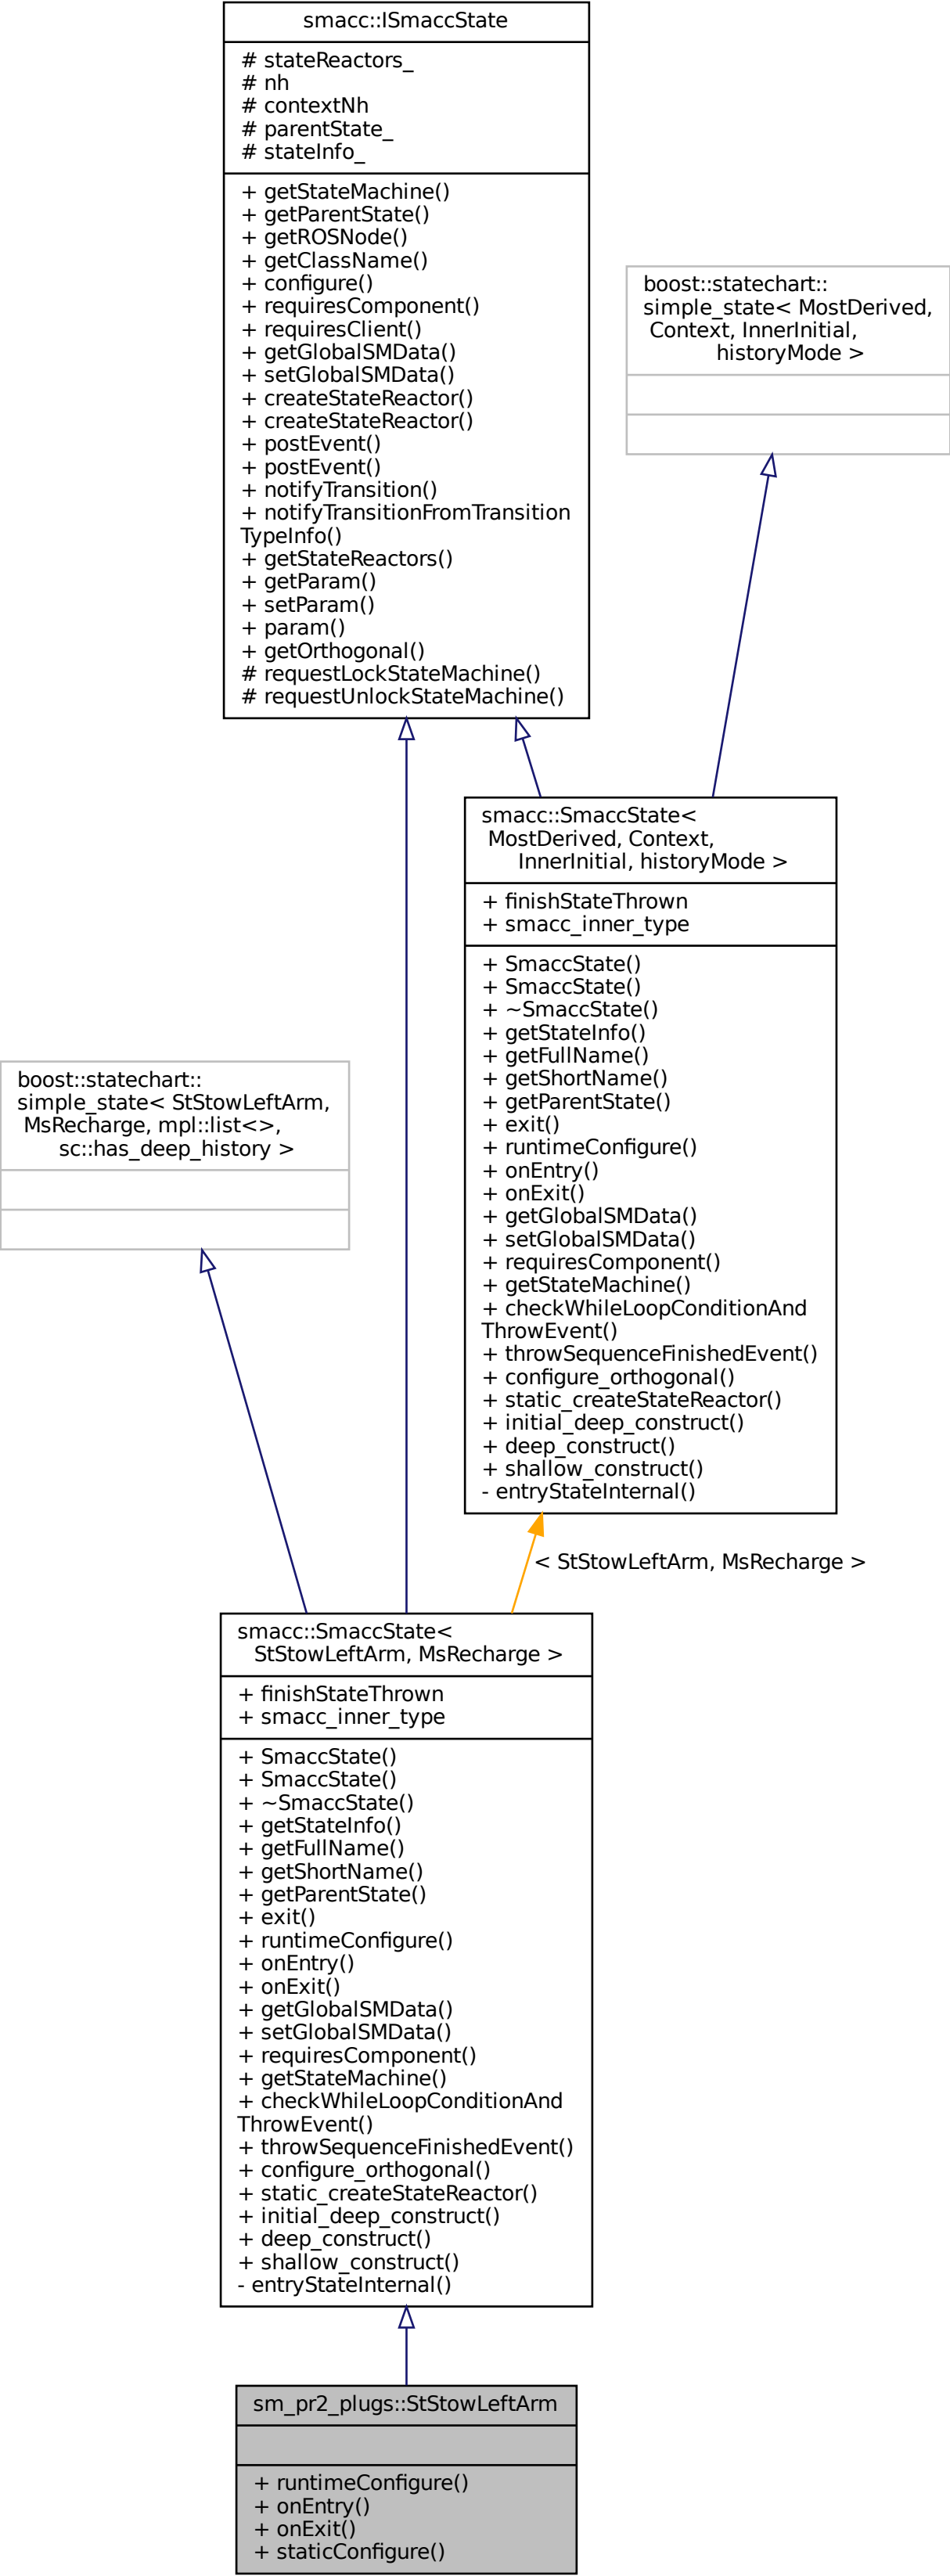 smacc::ISmaccState
# stateReactors_
# nh
# contextNh
# parentState_
# stateInfo_
+ getStateMachine()
+ getParentState()
+ getROSNode()
+ getClassName()
+ configure()
+ requiresComponent()
+ requiresClient()
+ getGlobalSMData()
+ setGlobalSMData()
+ createStateReactor()
+ createStateReactor()
+ postEvent()
+ postEvent()
+ notifyTransition()
+ notifyTransitionFromTransition
TypeInfo()
+ getStateReactors()
+ getParam()
+ setParam()
+ param()
+ getOrthogonal()
# requestLockStateMachine()
# requestUnlockStateMachine()
boost::statechart::
simple_state< MostDerived,
Context, InnerInitial,
historyMode >
smacc::SmaccState<
MostDerived, Context,
InnerInitial, historyMode >
+ finishStateThrown
+ smacc_inner_type
+ SmaccState()
+ SmaccState()
+ ~SmaccState()
+ getStateInfo()
+ getFullName()
+ getShortName()
+ getParentState()
+ exit()
+ runtimeConfigure()
+ onEntry()
+ onExit()
+ getGlobalSMData()
+ setGlobalSMData()
+ requiresComponent()
+ getStateMachine()
+ checkWhileLoopConditionAnd
ThrowEvent()
+ throwSequenceFinishedEvent()
+ configure_orthogonal()
+ static_createStateReactor()
+ initial_deep_construct()
+ deep_construct()
+ shallow_construct()
- entryStateInternal()
boost::statechart::
simple_state< StStowLeftArm,
MsRecharge, mpl::list<>,
sc::has_deep_history >
< StStowLeftArm, MsRecharge >
smacc::SmaccState<
StStowLeftArm, MsRecharge >
+ finishStateThrown
+ smacc_inner_type
+ SmaccState()
+ SmaccState()
+ ~SmaccState()
+ getStateInfo()
+ getFullName()
+ getShortName()
+ getParentState()
+ exit()
+ runtimeConfigure()
+ onEntry()
+ onExit()
+ getGlobalSMData()
+ setGlobalSMData()
+ requiresComponent()
+ getStateMachine()
+ checkWhileLoopConditionAnd
ThrowEvent()
+ throwSequenceFinishedEvent()
+ configure_orthogonal()
+ static_createStateReactor()
+ initial_deep_construct()
+ deep_construct()
+ shallow_construct()
- entryStateInternal()
sm_pr2_plugs::StStowLeftArm
+ runtimeConfigure()
+ onEntry()
+ onExit()
+ staticConfigure()